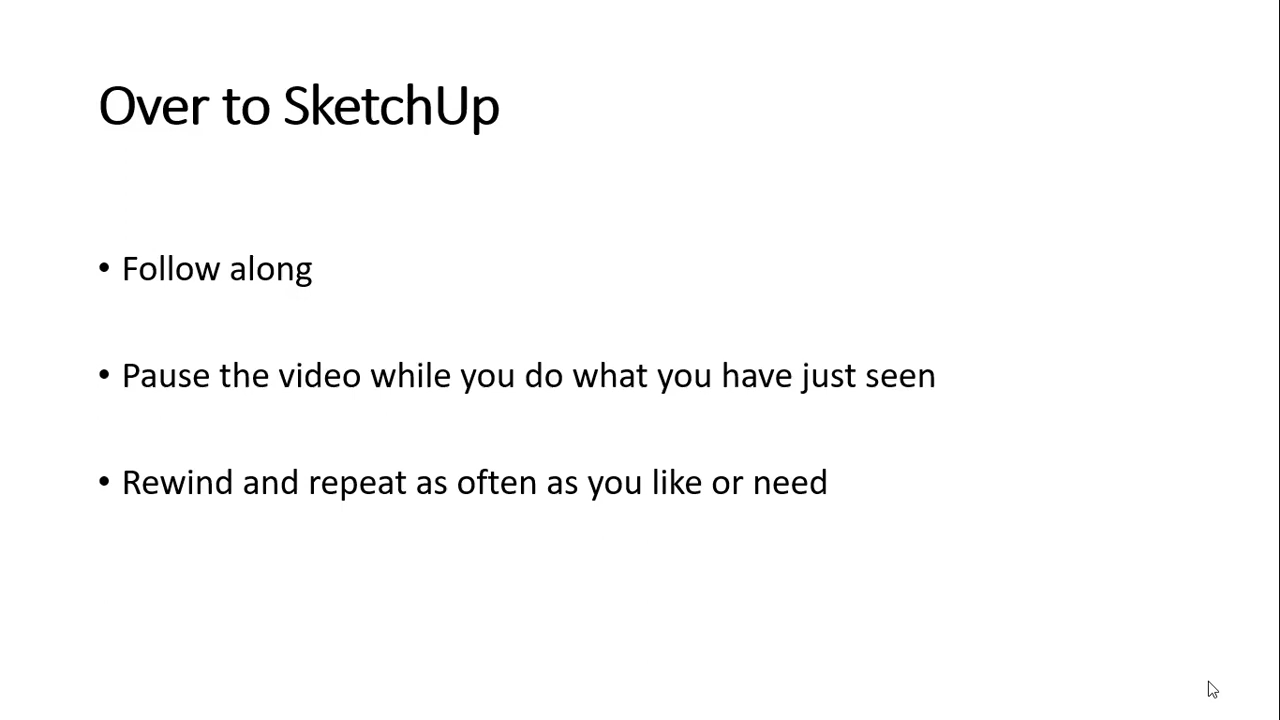 Over to SketchUp
• Follow along
• Pause the video while you do what you have just seen
• Rewind and repeat as often as you like or need